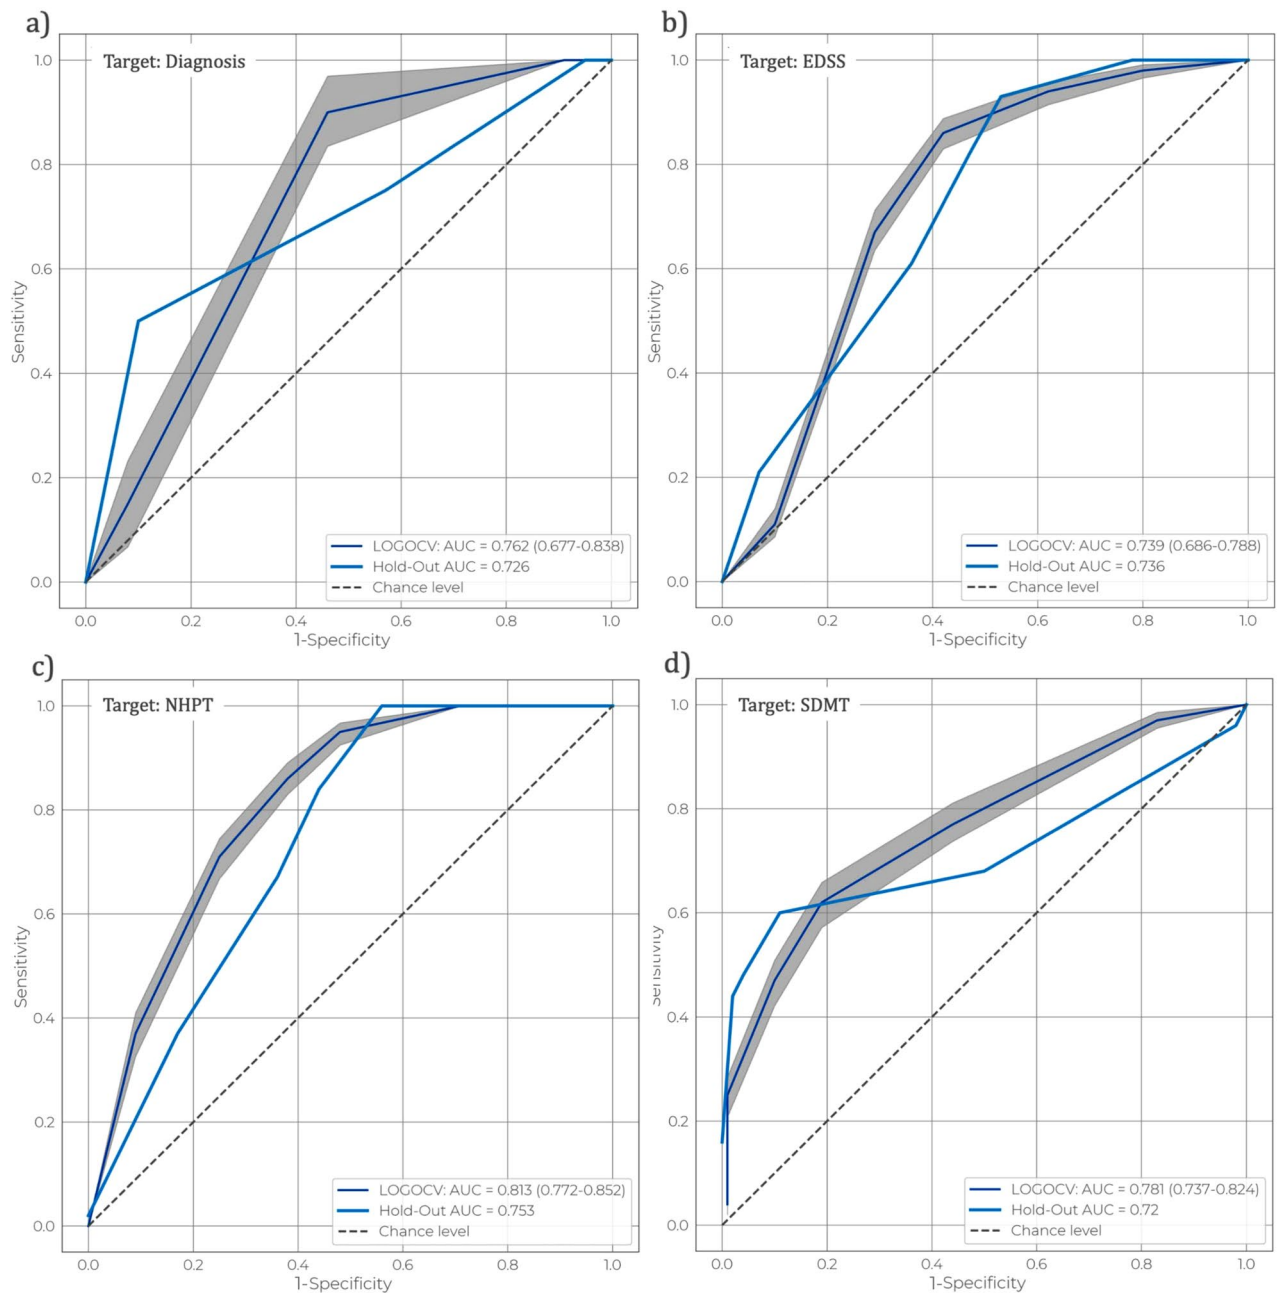 a)
Target: Diagnosis
1.0
0.8
0.6
0.4
0.2
0.0
Sensitivity
LOGOCV: AUC = 0.762 (0.677-0.838)
Hold-Out AUC = 0.726
Chance level
0.0 0.2 0.4 0.6 0.8 1.0
1-Specificity
b)
Target: EDSS
1.0
0.8
0.6
0.4
0.2
0.0
Sensitivity
LOGOCV: AUC = 0.739 (0.686-0.788)
Hold-Out AUC = 0.736
Chance level
0.0 0.2 0.4 0.6 0.8 1.0
1-Specificity
c)
Target: NHPT
1.0
0.8
0.6
0.4
0.2
0.0
Sensitivity
LOGOCV: AUC = 0.813 (0.772-0.852)
Hold-Out AUC = 0.753
Chance level
0.0 0.2 0.4 0.6 0.8 1.0
1-Specificity
d)
Target: SDMT
1.0
0.8
0.6
0.4
0.2
0.0
Sensitivity
LOGOCV: AUC = 0.781 (0.737-0.824)
Hold-Out AUC = 0.72
Chance level
0.0 0.2 0.4 0.6 0.8 1.0
1-Specificity